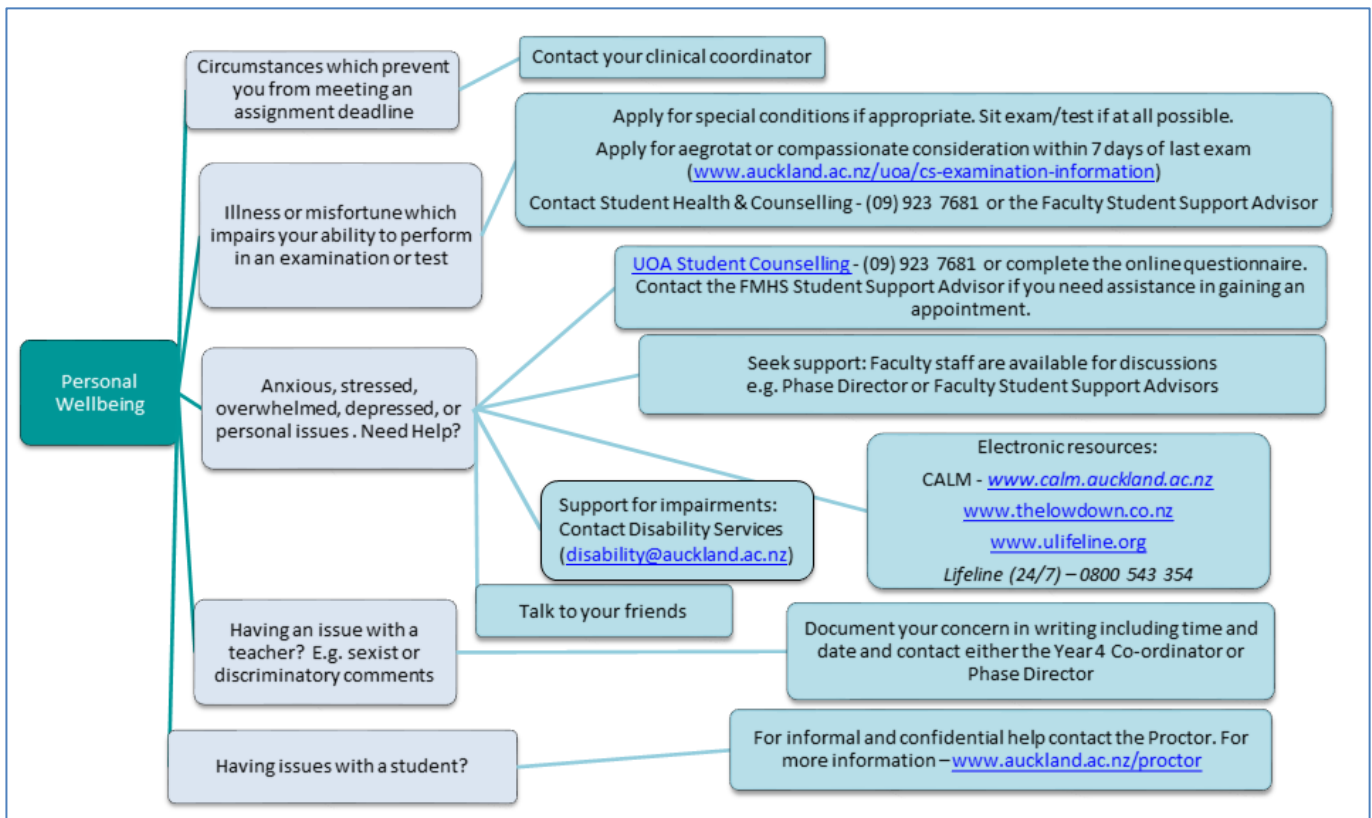 Personal
Wellbeing
Circumstances which prevent
you from meeting an
assignment deadline
Contact your clinical coordinator
Illness or misfortune which
impairs your ability to perform
in an examination or test
Apply for special conditions if appropriate. Sit exam/test if at all possible.
Apply for aegrotat or compassionate consideration within 7 days of last exam
(www.auckland.ac.nz/uoa/cs-examination-information)
Contact Student Health & Counselling - (09) 923 7681 or the Faculty Student Support Advisor
Anxious, stressed,
overwhelmed, depressed, or
personal issues . Need Help?
UOA Student Counselling - (09) 923 7681 or complete the online questionnaire.
Contact the FMHS Student Support Advisor if you need assistance in gaining an
appointment.
Seek support: Faculty staff are available for discussions
e.g. Phase Director or Faculty Student Support Advisors
Electronic resources:
CALM - www.calm.auckland.ac.nz
www.thelowdown.co.nz
www.ulifeline.org
Lifeline (24/7) – 0800 543 354
Support for impairments:
Contact Disability Services
(disability@auckland.ac.nz)
Talk to your friends
Having an issue with a
teacher? E.g. sexist or
discriminatory comments
Document your concern in writing including time and
date and contact either the Year 4 Co-ordinator or
Phase Director
Having issues with a student?
For informal and confidential help contact the Proctor. For
more information – www.auckland.ac.nz/proctor